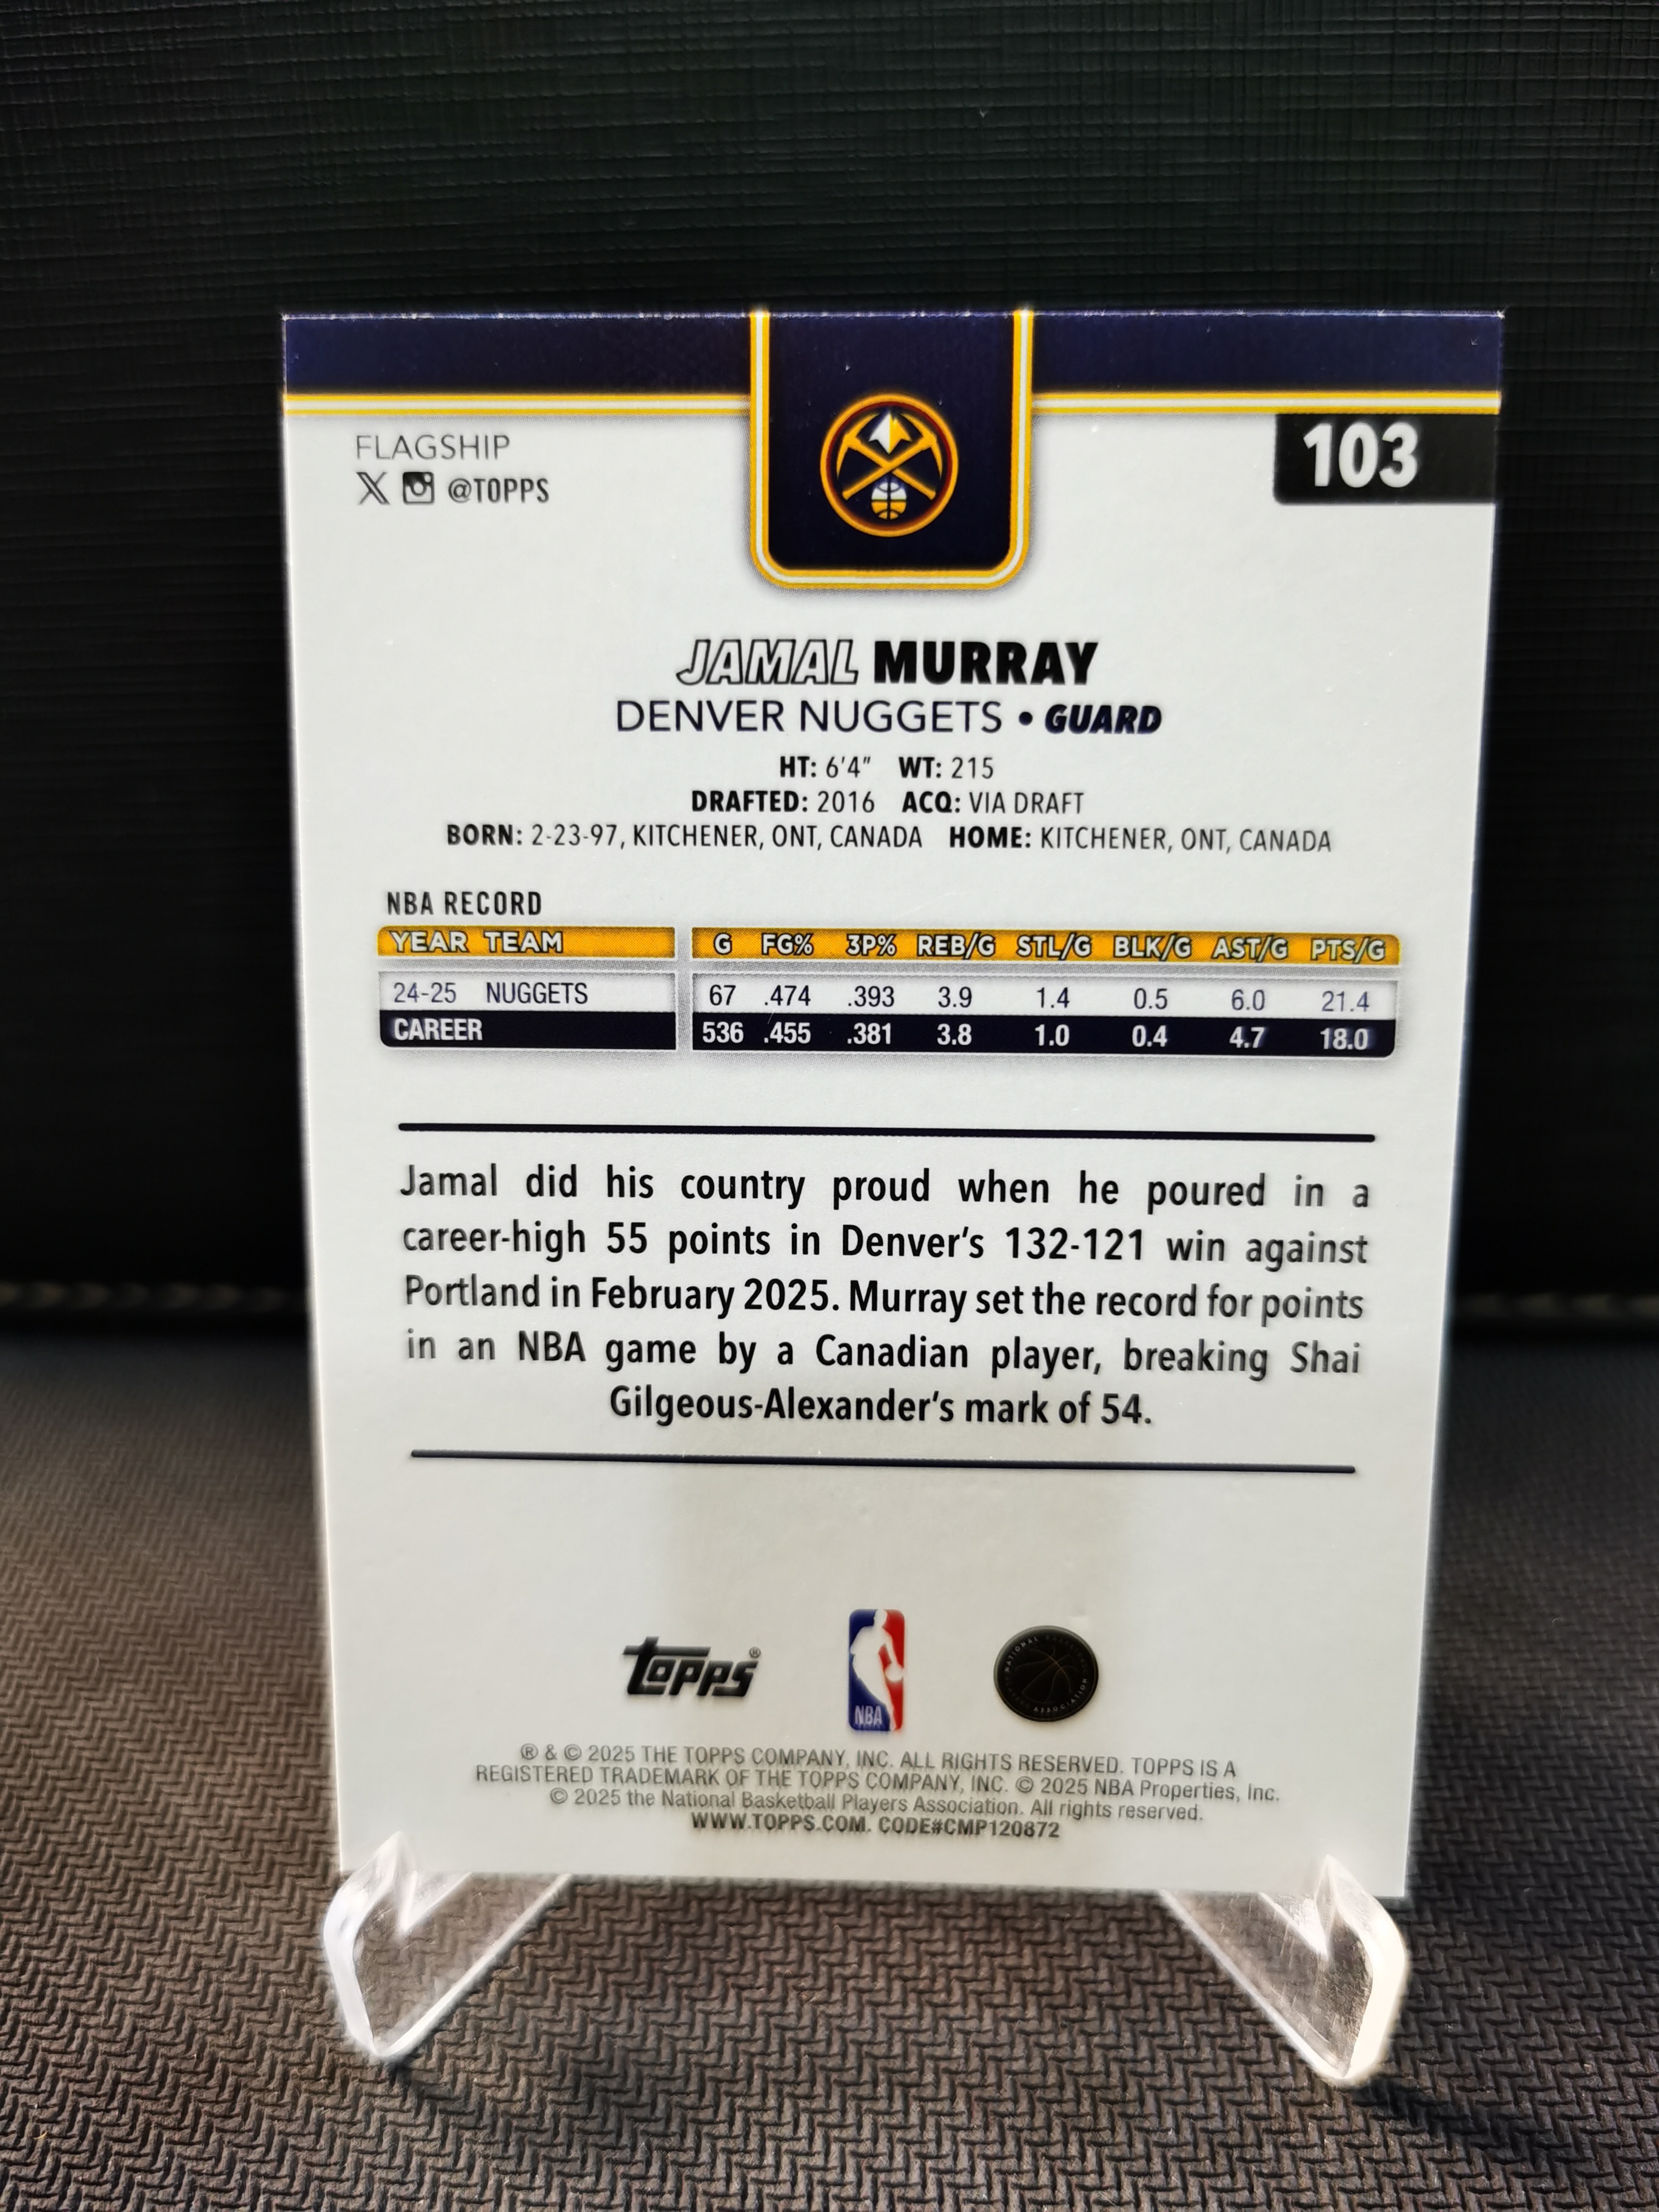 FLAGSHIP
X @TOPPS
103
JAMAL MURRAY
DENVER NUGGETS • GUARD
HT: 6'4" WT: 215
DRAFTED: 2016 ACQ: VIA DRAFT
BORN: 2-23-97, KITCHENER, ONT, CANADA HOME: KITCHENER, ONT, CANADA
NBA RECORD
YEAR TEAM G FG% 3P% REB/G STL/G BLK/G AST/G PTS/G
24-25 NUGGETS 67 .474 .393 3.9 1.4 0.5 6.0 21.4
CAREER 536 .455 .381 3.8 1.0 0.4 4.7 18.0
Jamal did his country proud when he poured in a
career-high 55 points in Denver's 132-121 win against
Portland in February 2025. Murray set the record for points
in an NBA game by a Canadian player, breaking Shai
Gilgeous-Alexander's mark of 54.
topps®
NBA
NATIONAL
ASSOCIATION
® & © 2025 THE TOPPS COMPANY, INC. ALL RIGHTS RESERVED. TOPPS IS A
REGISTERED TRADEMARK OF THE TOPPS COMPANY, INC. © 2025 NBA Properties, Inc.
© 2025 the National Basketball Players Association. All rights reserved.
WWW.TOPPS.COM. CODE#CMP120872